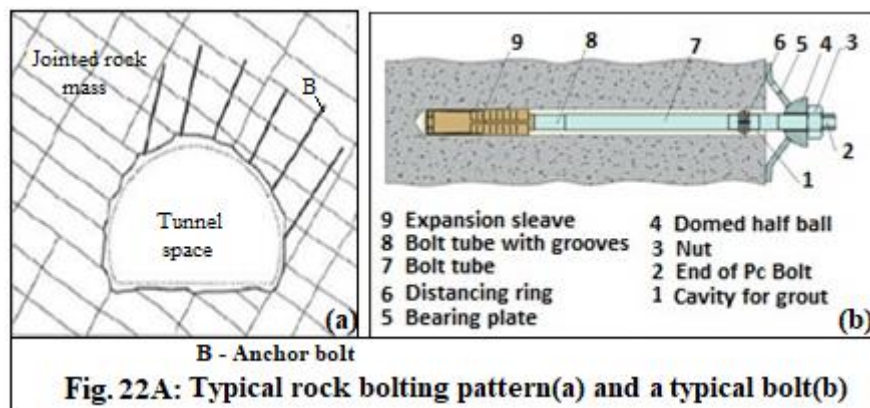 Jointed rock
mass
B
Tunnel
space
(a)
9 8 7 6 5 4 3
2
1
9 Expansion sleave
8 Bolt tube with grooves
7 Bolt tube
6 Distancing ring
5 Bearing plate
4 Domed half ball
3 Nut
2 End of Pc Bolt
1 Cavity for grout
(b)
B - Anchor bolt
Fig. 22A: Typical rock bolting pattern(a) and a typical bolt(b)